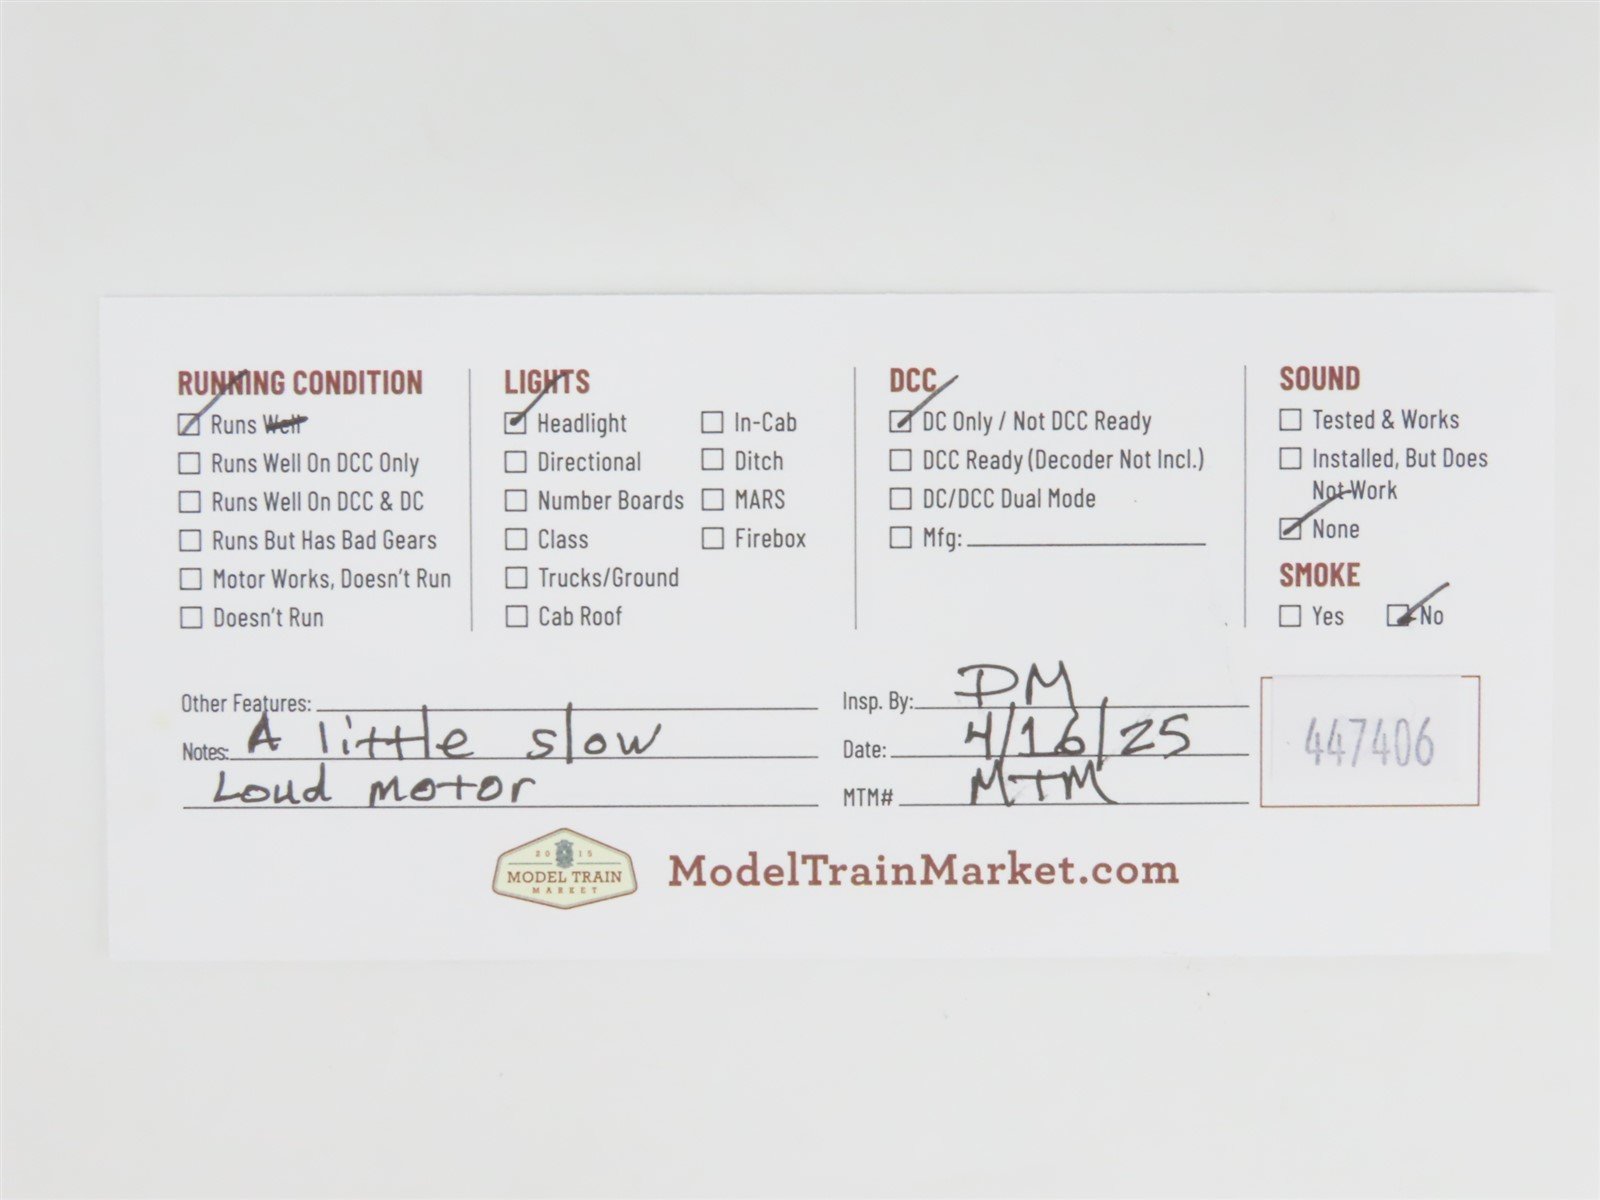 RUNNING CONDITION
Runs Well
Runs Well On DCC Only
Runs Well On DCC & DC
Runs But Has Bad Gears
Motor Works, Doesn't Run
Doesn't Run
LIGHTS
Headlight
Directional
Number Boards
Class
Trucks/Ground
Cab Roof
In-Cab
Ditch
MARS
Firebox
DCC
DC Only / Not DCC Ready
DCC Ready (Decoder Not Incl.)
DC/DCC Dual Mode
Mfg:
SOUND
Tested & Works
Installed, But Does
Not Work
None
SMOKE
Yes No
Other Features:
Notes: A little slow
Loud motor
Insp. By: DM
Date: 4/16/25
MTM# MTM
447406
2015
MODEL TRAIN
MARKET
ModelTrainMarket.com